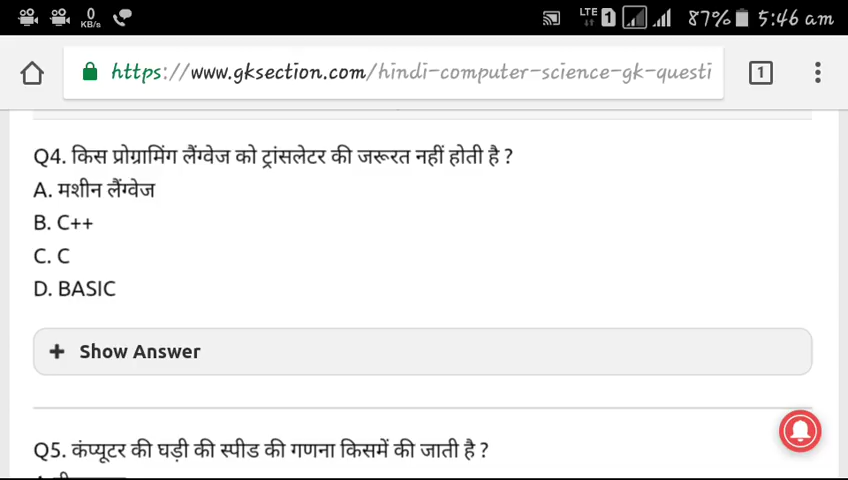 0 KB/s LTE 1 87% 5:46 am
https://www.gksection.com/hindi-computer-science-gk-questi 1
Q4. किस प्रोग्रामिंग लैंग्वेज को ट्रांसलेटर की जरूरत नहीं होती है ?
A. मशीन लैंग्वेज
B. C++
C. C
D. BASIC
+ Show Answer
Q5. कंप्यूटर की घड़ी की स्पीड की गणना किसमें की जाती है ?